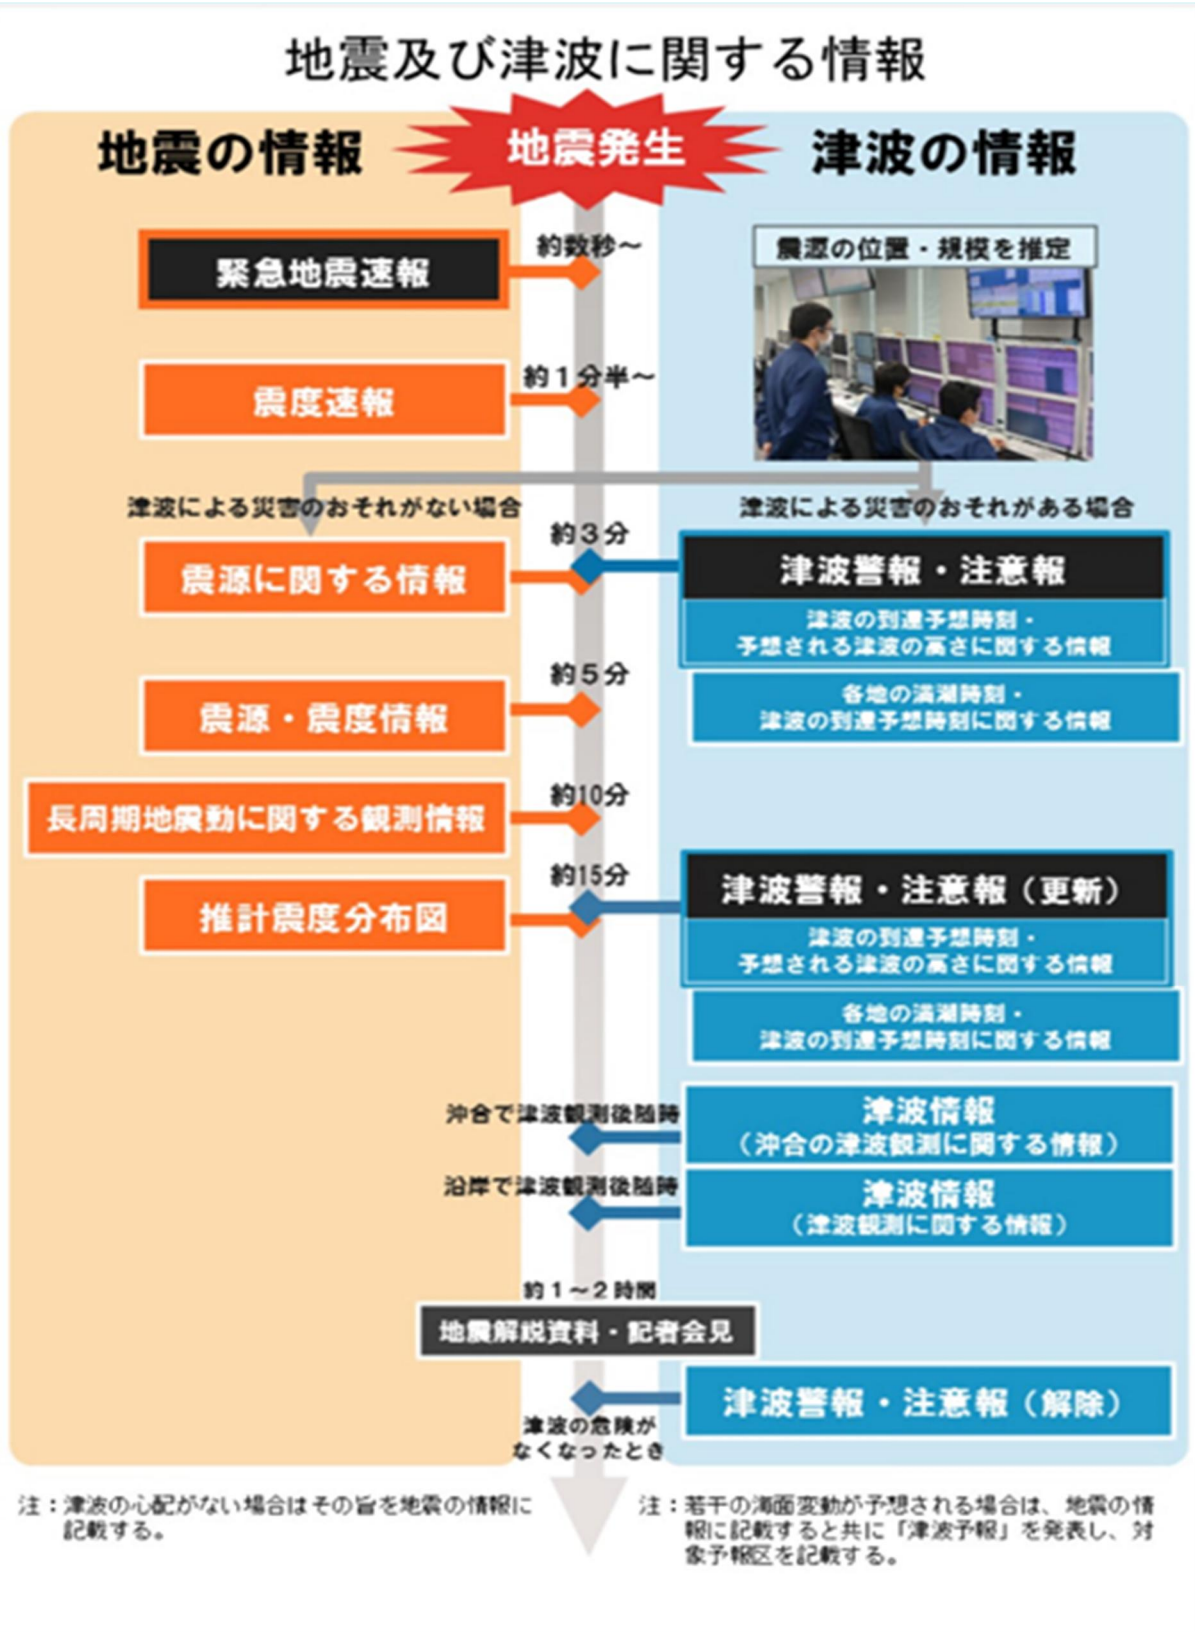 地震及び津波に関する情報
地震の情報
地震発生
津波の情報
約数秒～
緊急地震速報
震源の位置・規模を推定
約1分半～
震度速報
津波による災害のおそれがない場合
津波による災害のおそれがある場合
約3分
震源に関する情報
津波警報・注意報
津波の到達予想時刻・
予想される津波の高さに関する情報
約5分
震源・震度情報
各地の満潮時刻・
津波の到達予想時刻に関する情報
約10分
長周期地震動に関する観測情報
約15分
推計震度分布図
津波警報・注意報（更新）
津波の到達予想時刻・
予想される津波の高さに関する情報
各地の満潮時刻・
津波の到達予想時刻に関する情報
沖合で津波観測後随時
津波情報
（沖合の津波観測に関する情報）
沿岸で津波観測後随時
津波情報
（津波観測に関する情報）
約1～2時間
地震解説資料・記者会見
津波警報・注意報（解除）
津波の危険が
なくなったとき
注：津波の心配がない場合はその旨を地震の情報に
記載する。
注：若干の海面変動が予想される場合は、地震の情
報に記載すると共に「津波予報」を発表し、対
象予報区を記載する。